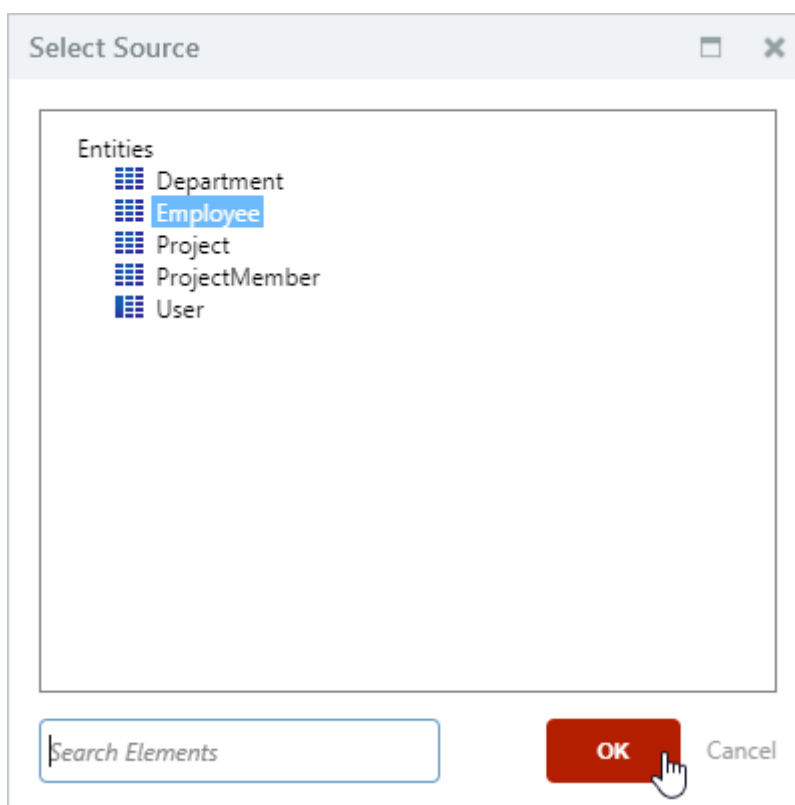 Select Source
Entities
Department
Employee
Project
ProjectMember
User
Search Elements
OK
Cancel